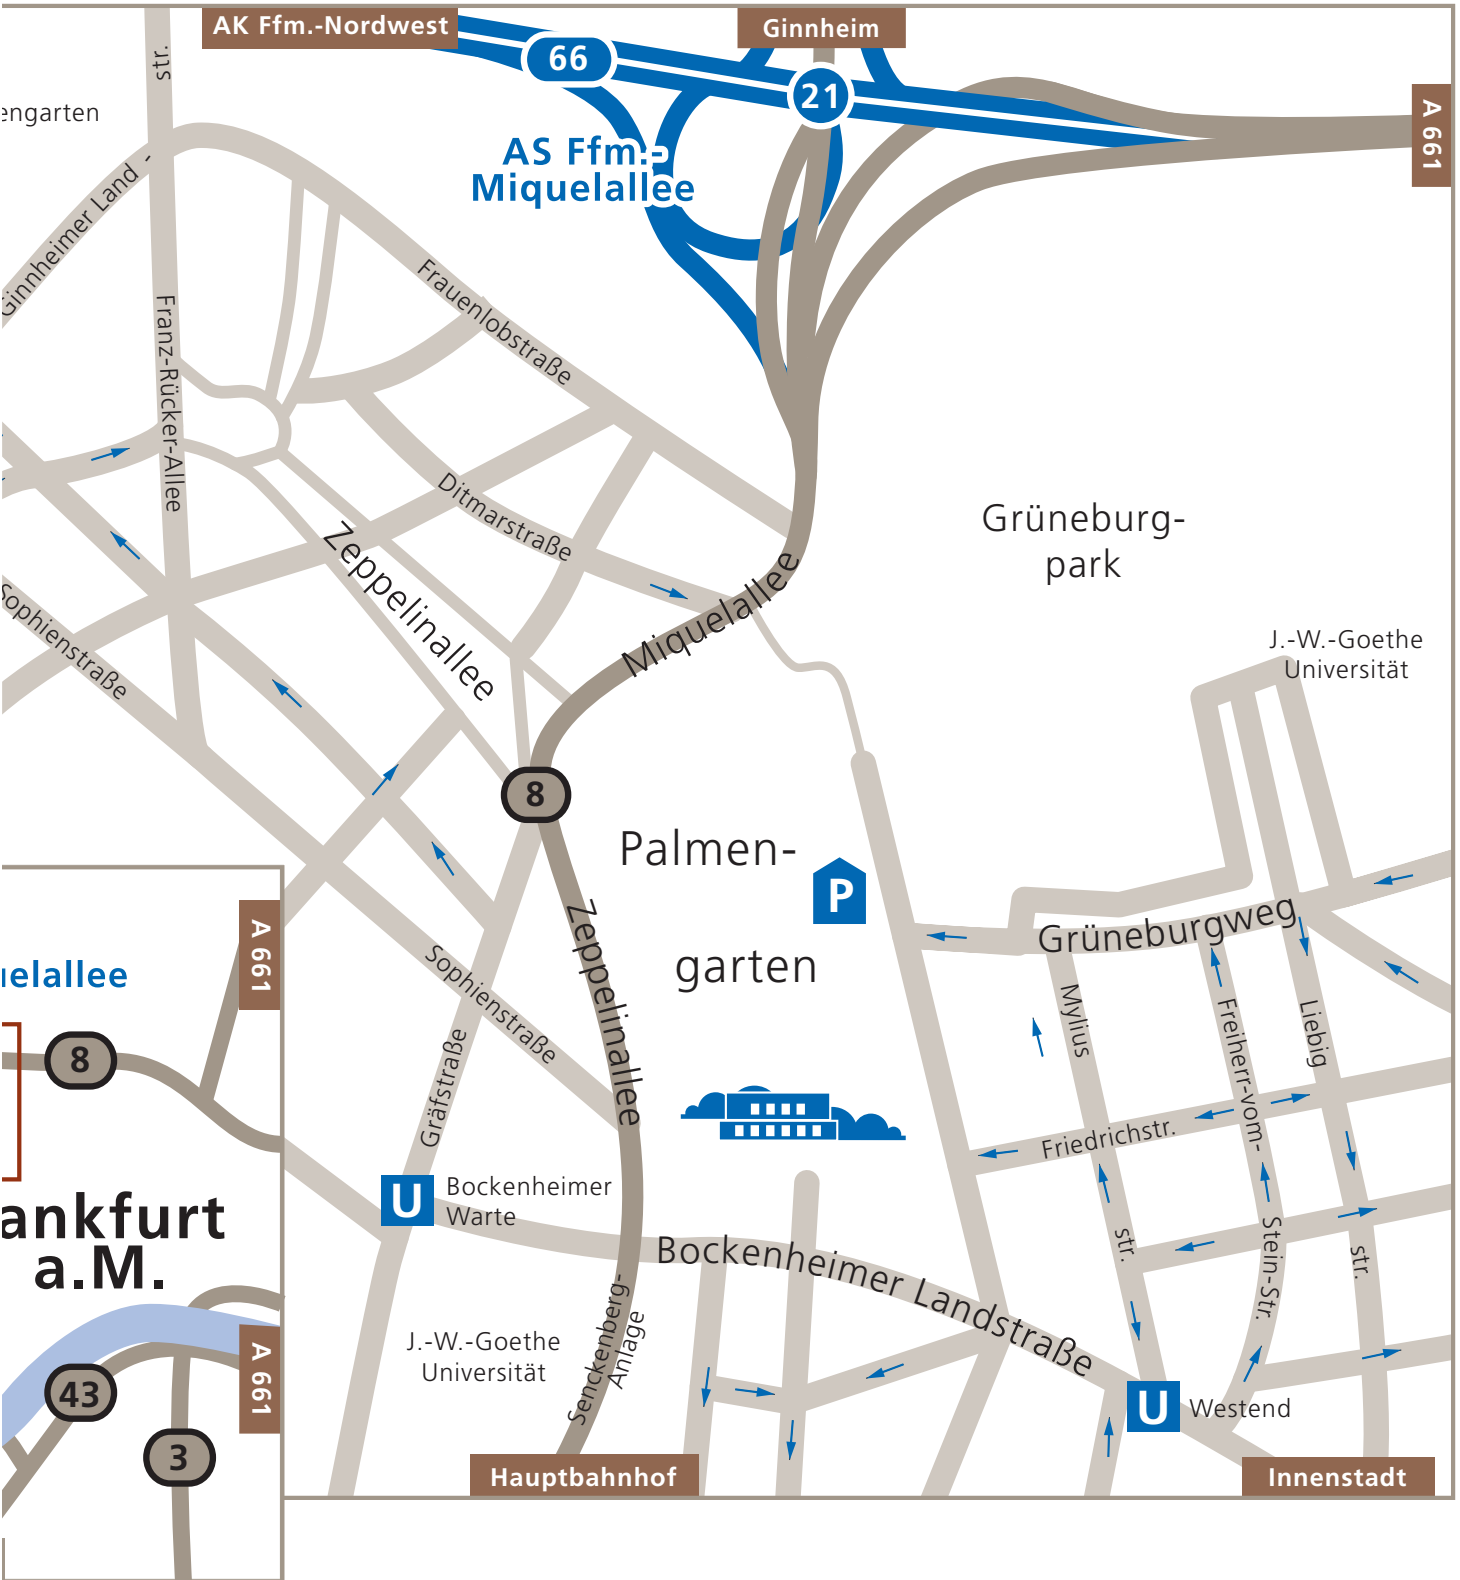 AK Ffm.-Nordwest
Ginnheim
66
21
A 661
str.
engarten
AS Ffm.-
Miquelallee
Ginnheimer Land-
Franz-Rücker-Allee
Frauenlobstraße
Ditmarstraße
Zeppelinallee
Miquelallee
Grüneburg-
park
Sophienstraße
J.-W.-Goethe
Universität
8
Palmen-
garten
P
Zeppelinallee
Grüneburgweg
A 661
elallee
8
Sophienstraße
Gräfstraße
Mylius
str.
Freiherr-vom-
Stein-Str.
Liebig
str.
Friedrichstr.
U
Bockenheimer
Warte
Bockenheimer Landstraße
ankfurt
a.M.
Senckenberg-
Anlage
J.-W.-Goethe
Universität
A 661
43
3
U
Westend
Hauptbahnhof
Innenstadt